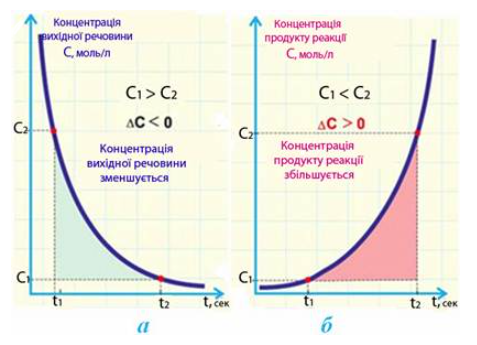 Концентрація
вихідної речовини
С, моль/л
C₁ > C₂
ΔC < 0
Концентрація
вихідної речовини
зменшується
C₂
C₁
t₁
t₂
t, сек
а
Концентрація
продукту реакції
С, моль/л
C₁ < C₂
ΔC > 0
Концентрація
продукту реакції
збільшується
C₂
C₁
t₁
t₂
t, сек
б